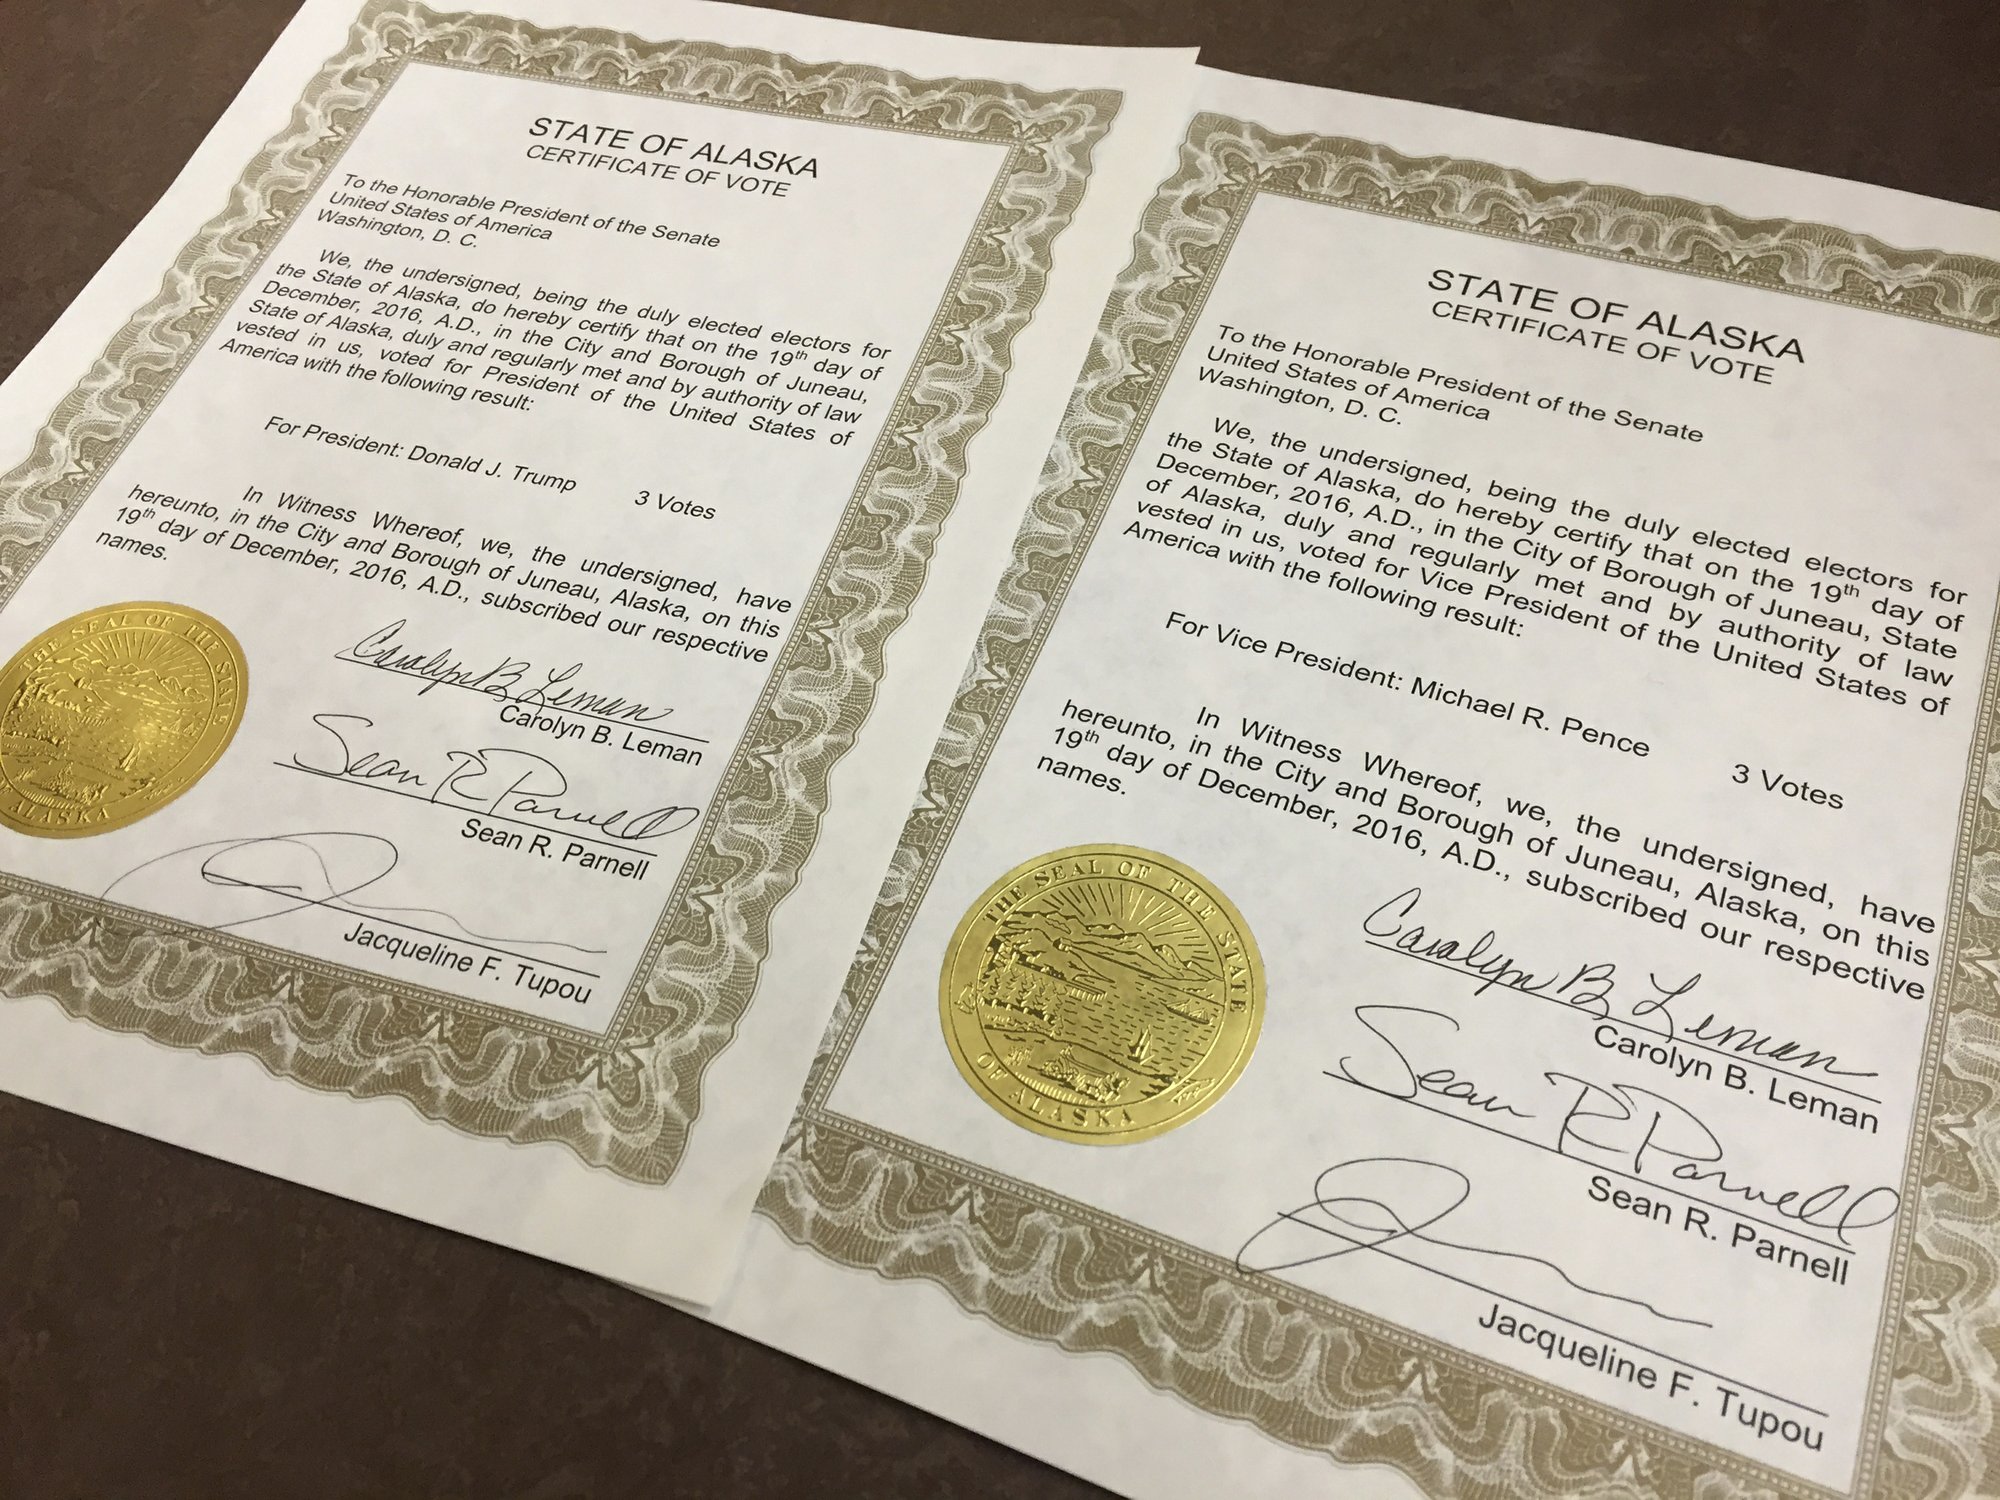 STATE OF ALASKA
CERTIFICATE OF VOTE
To the Honorable President of the Senate
United States of America
Washington, D. C.
We, the undersigned, being the duly elected electors for
the State of Alaska, do hereby certify that on the 19th day of
December, 2016, A.D., in the City and Borough of Juneau,
State of Alaska, duly and regularly met and by authority of law
vested in us, voted for President of the United States of
America with the following result:
For President: Donald J. Trump 3 Votes
In Witness Whereof, we, the undersigned, have
hereunto, in the City and Borough of Juneau, Alaska, on this
19th day of December, 2016, A.D., subscribed our respective
names.
THE SEAL OF THE STATE OF ALASKA
Carolyn B Leman
Carolyn B. Leman
Sean R Parnell
Sean R. Parnell
Jacqueline F. Tupou
STATE OF ALASKA
CERTIFICATE OF VOTE
To the Honorable President of the Senate
United States of America
Washington, D. C.
We, the undersigned, being the duly elected electors for
the State of Alaska, do hereby certify that on the 19th day of
December, 2016, A.D., in the City of Borough of Juneau, State
of Alaska, duly and regularly met and by authority of law
vested in us, voted for Vice President of the United States of
America with the following result:
For Vice President: Michael R. Pence 3 Votes
In Witness Whereof, we, the undersigned, have
hereunto, in the City and Borough of Juneau, Alaska, on this
19th day of December, 2016, A.D., subscribed our respective
names.
THE SEAL OF THE STATE OF ALASKA
Carolyn B Leman
Carolyn B. Leman
Sean R Parnell
Sean R. Parnell
Jacqueline F. Tupou